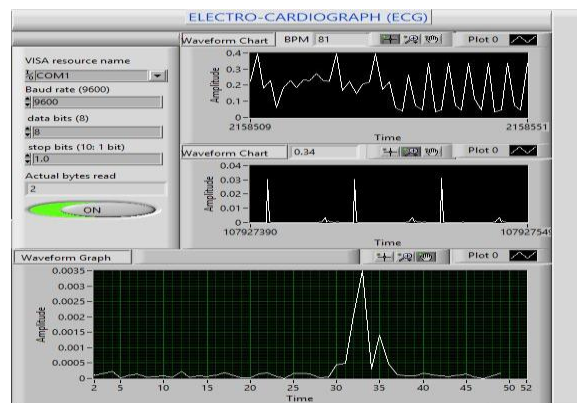 ELECTRO-CARDIOGRAPH (ECG)
VISA resource name
COM1
Baud rate (9600)
9600
data bits (8)
8
stop bits (10: 1 bit)
1.0
Actual bytes read
2
ON
Waveform Chart BPM 81 Plot 0
Amplitude
0.4
0.3
0.2
0.1
0
2158509 2158551
Time
Waveform Chart 0.34 Plot 0
Amplitude
0.04
0.03
0.02
0.01
0
107927390 107927549
Time
Waveform Graph Plot 0
Amplitude
0.0035
0.003
0.0025
0.002
0.0015
0.001
0.0005
0
2 5 10 15 20 25 30 35 40 45 50 52
Time